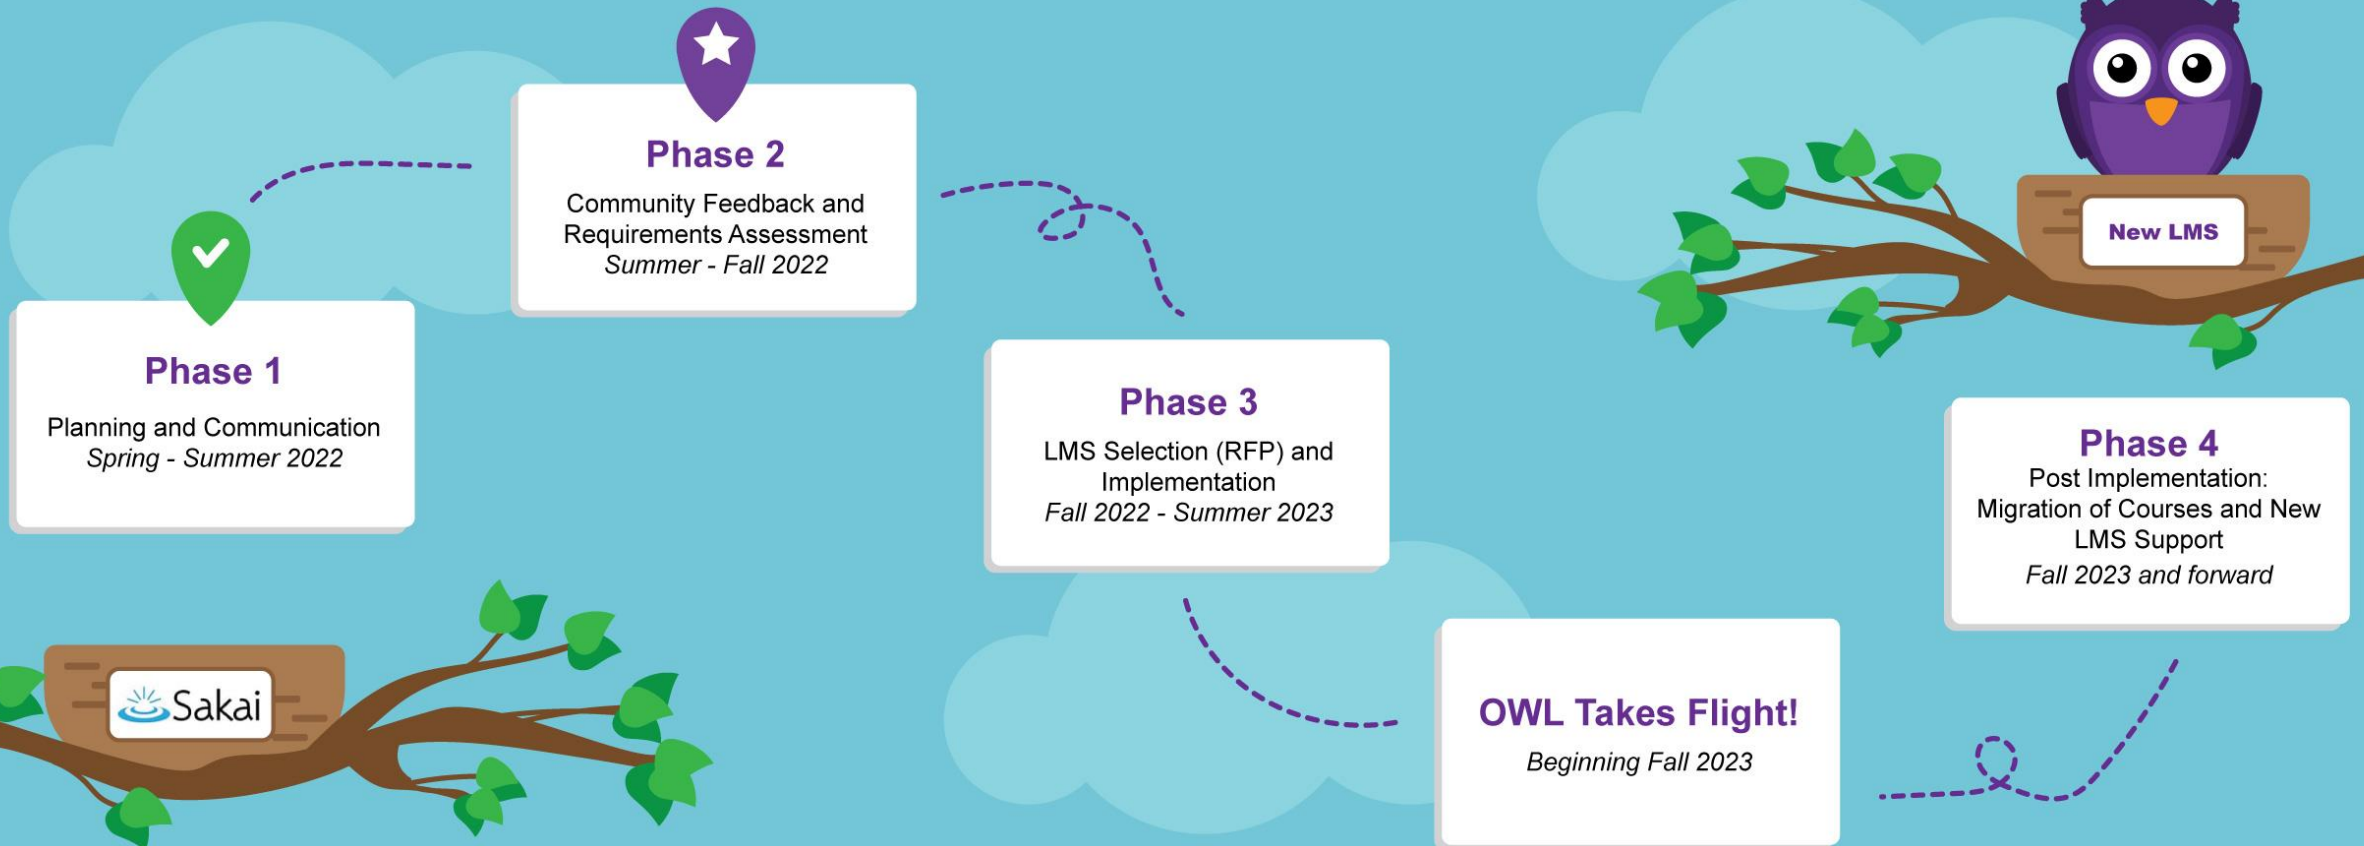 Phase 1
Planning and Communication
Spring - Summer 2022
Phase 2
Community Feedback and
Requirements Assessment
Summer - Fall 2022
Phase 3
LMS Selection (RFP) and
Implementation
Fall 2022 - Summer 2023
OWL Takes Flight!
Beginning Fall 2023
Phase 4
Post Implementation:
Migration of Courses and New
LMS Support
Fall 2023 and forward
Sakai
New LMS